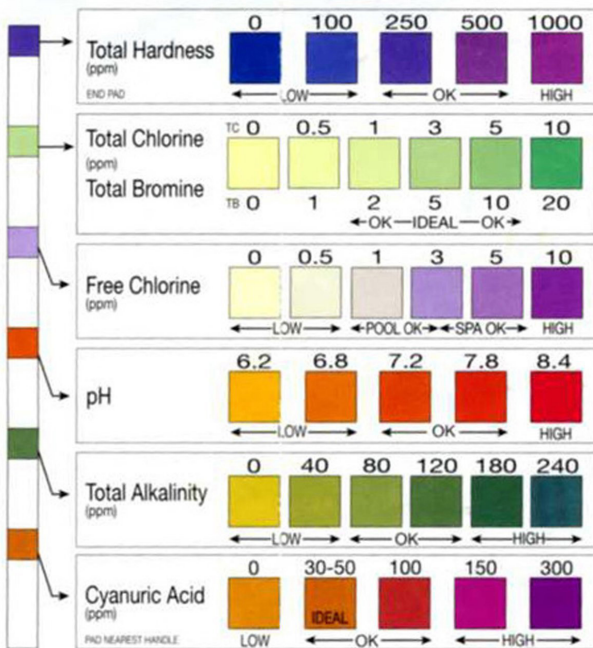 0 100 250 500 1000
Total Hardness
(ppm)
END PAD
LOW OK HIGH
TC 0 0.5 1 3 5 10
Total Chlorine
(ppm)
Total Bromine
TB 0 1 2 5 10 20
OK IDEAL OK
0 0.5 1 3 5 10
Free Chlorine
(ppm)
LOW POOL OK SPA OK HIGH
6.2 6.8 7.2 7.8 8.4
pH
LOW OK HIGH
0 40 80 120 180 240
Total Alkalinity
(ppm)
LOW OK HIGH
0 30-50 100 150 300
Cyanuric Acid
(ppm)
IDEAL
PAD NEAREST HANDLE
LOW OK HIGH